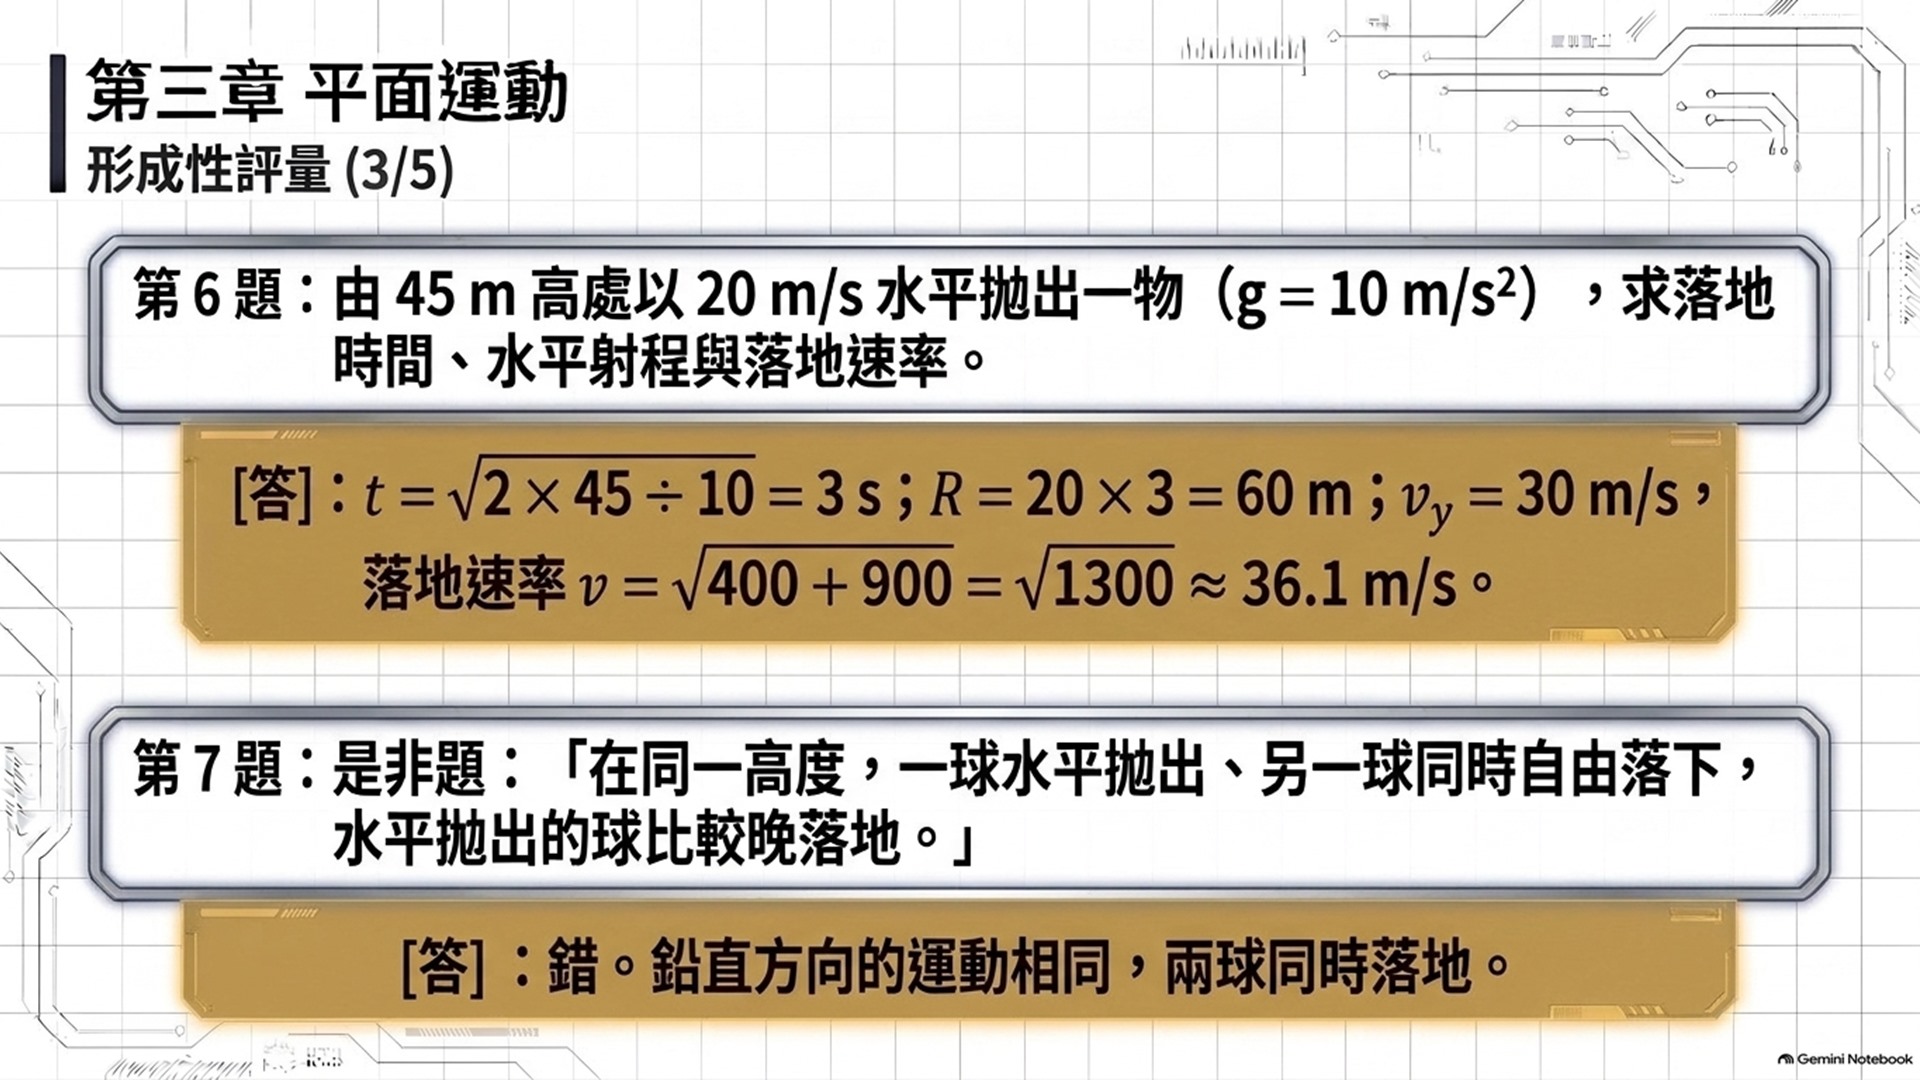 第三章 平面運動
形成性評量 (3/5)
第 6 題：由 45 m 高處以 20 m/s 水平拋出一物（g = 10 m/s²），求落地
時間、水平射程與落地速率。
[答]：t = √(2 × 45 ÷ 10) = 3 s；R = 20 × 3 = 60 m；v_y = 30 m/s，
落地速率 v = √(400 + 900) = √1300 ≈ 36.1 m/s。
第 7 題：是非題：「在同一高度，一球水平拋出、另一球同時自由落下，
水平拋出的球比較晚落地。」
[答]：錯。鉛直方向的運動相同，兩球同時落地。
Gemini Notebook